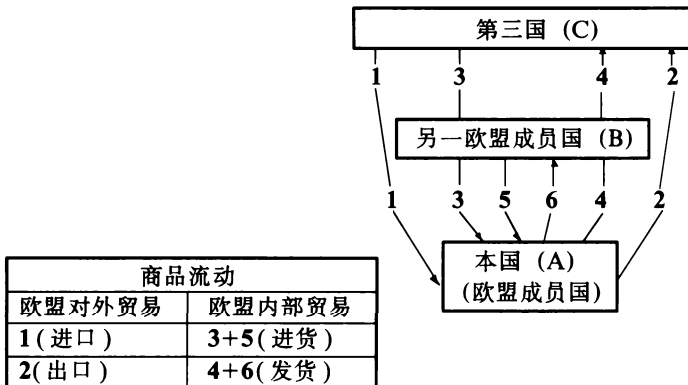 第三国 (C)
1 3 4 2
另一欧盟成员国 (B)
1 3 5 6 4 2
本国 (A)
(欧盟成员国)
商品流动
欧盟对外贸易 欧盟内部贸易
1(进口) 3+5(进货)
2(出口) 4+6(发货)